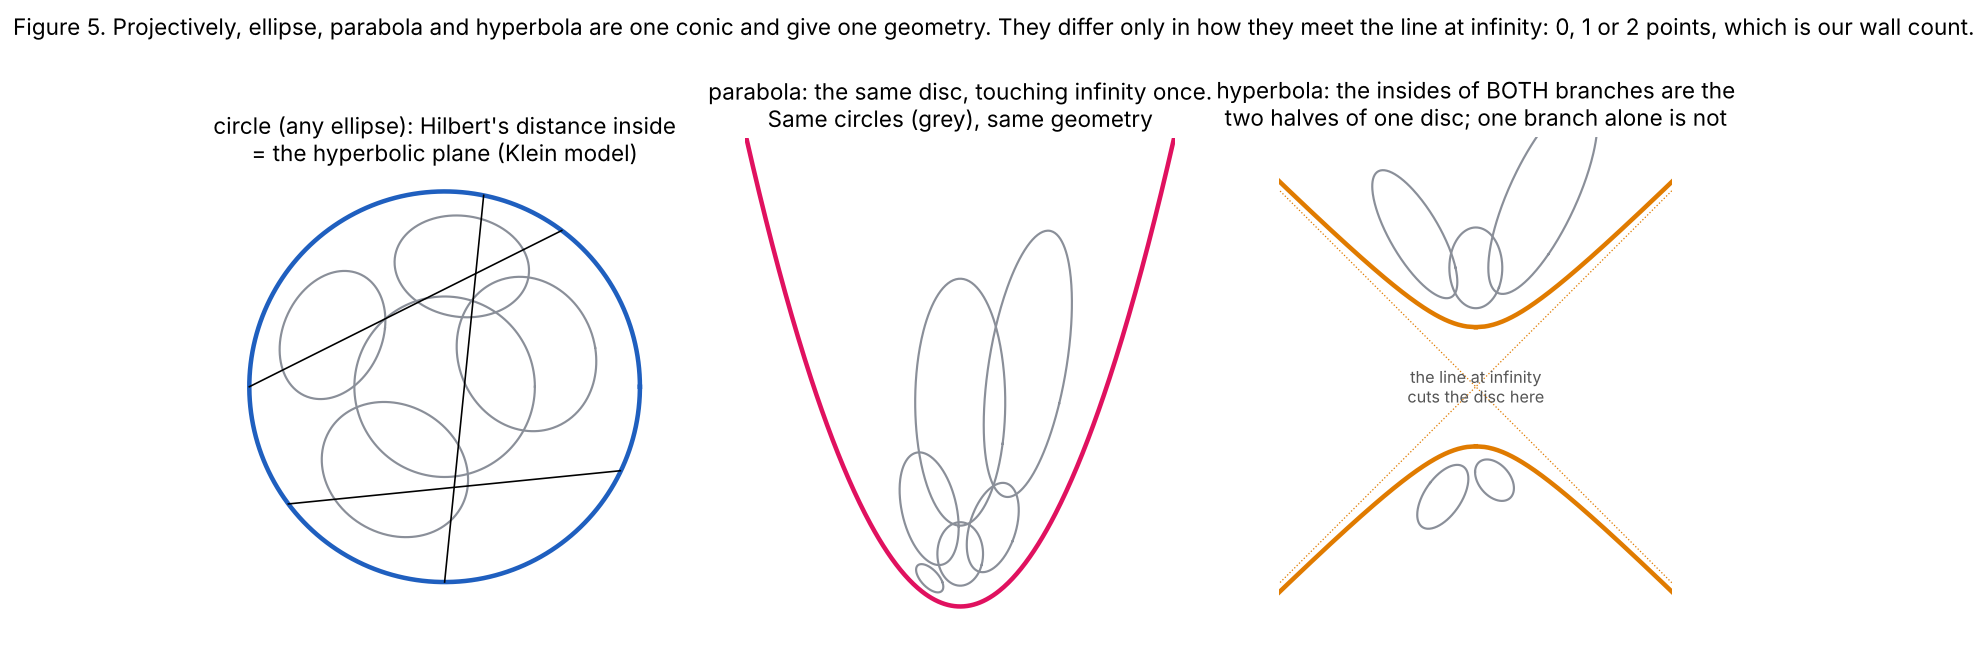 Figure 5. Projectively, ellipse, parabola and hyperbola are one conic and give one geometry. They differ only in how they meet the line at infinity: 0, 1 or 2 points, which is our wall count.
circle (any ellipse): Hilbert's distance inside
= the hyperbolic plane (Klein model)
parabola: the same disc, touching infinity once.
Same circles (grey), same geometry
hyperbola: the insides of BOTH branches are the
two halves of one disc; one branch alone is not
the line at infinity
cuts the disc here